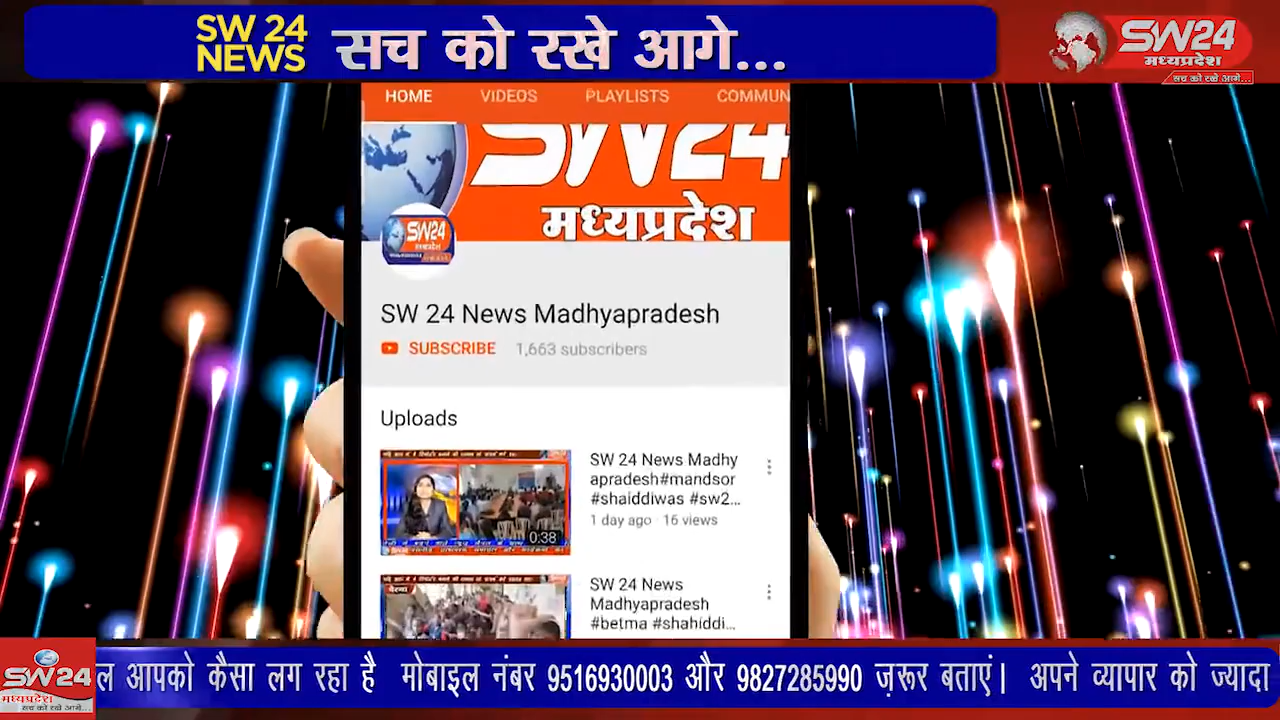 SW 24
NEWS
सच को रखे आगे...
SW24
मध्यप्रदेश
सच को रखे आगे...
HOME VIDEOS PLAYLISTS COMMUN
SW24
मध्यप्रदेश
SW24
SW 24 News Madhyapradesh
SUBSCRIBE 1,663 subscribers
Uploads
SW 24 News Madhy
apradesh#mandsor
#shaiddiwas #sw2...
1 day ago · 16 views
0:38
SW 24 News
Madhyapradesh
#betma #shahiddi...
SW24
मध्यप्रदेश
सच को रखे आगे...
ल आपको कैसा लग रहा है मोबाइल नंबर 9516930003 और 9827285990 ज़रूर बताएं। अपने व्यापार को ज्यादा